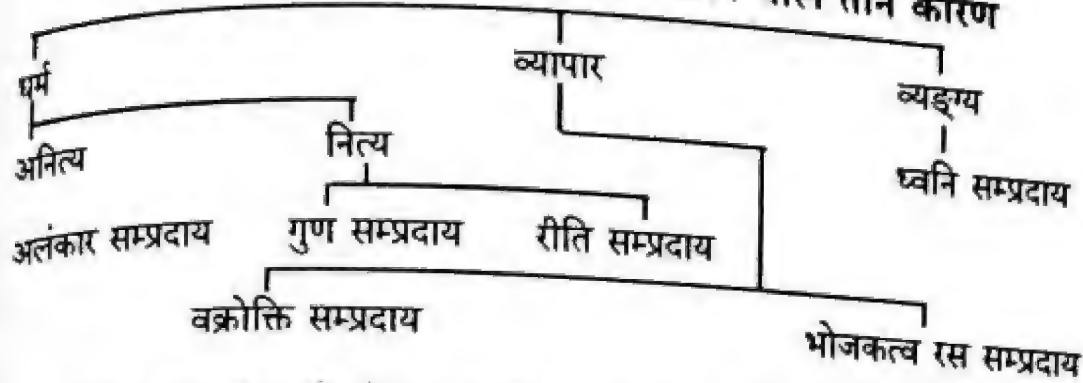 तीन कारण
धर्म व्यापार व्यङ्ग्य
अनित्य नित्य ध्वनि सम्प्रदाय
अलंकार सम्प्रदाय गुण सम्प्रदाय रीति सम्प्रदाय
वक्रोक्ति सम्प्रदाय भोजकत्व रस सम्प्रदाय